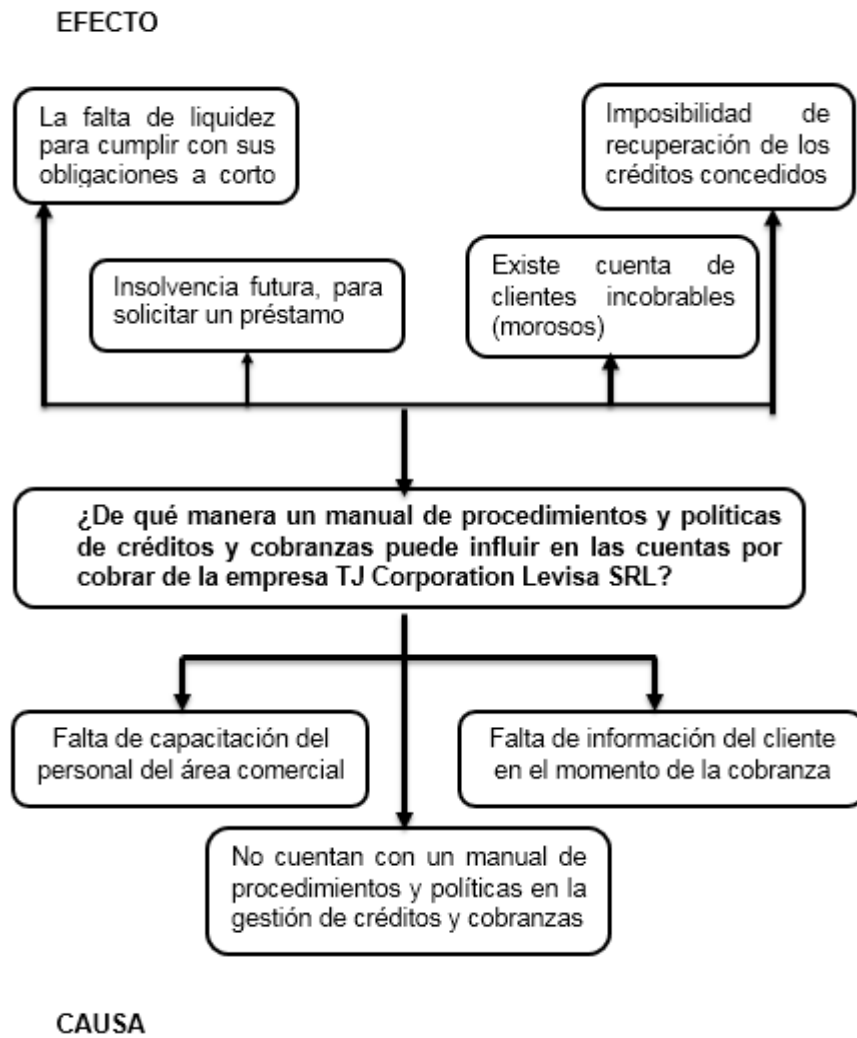 EFECTO
La falta de liquidez
para cumplir con sus
obligaciones a corto
Imposibilidad de
recuperación de los
créditos concedidos
Insolvencia futura, para
solicitar un préstamo
Existe cuenta de
clientes incobrables
(morosos)
¿De qué manera un manual de procedimientos y políticas
de créditos y cobranzas puede influir en las cuentas por
cobrar de la empresa TJ Corporation Levisa SRL?
Falta de capacitación del
personal del área comercial
Falta de información del cliente
en el momento de la cobranza
No cuentan con un manual de
procedimientos y políticas en la
gestión de créditos y cobranzas
CAUSA